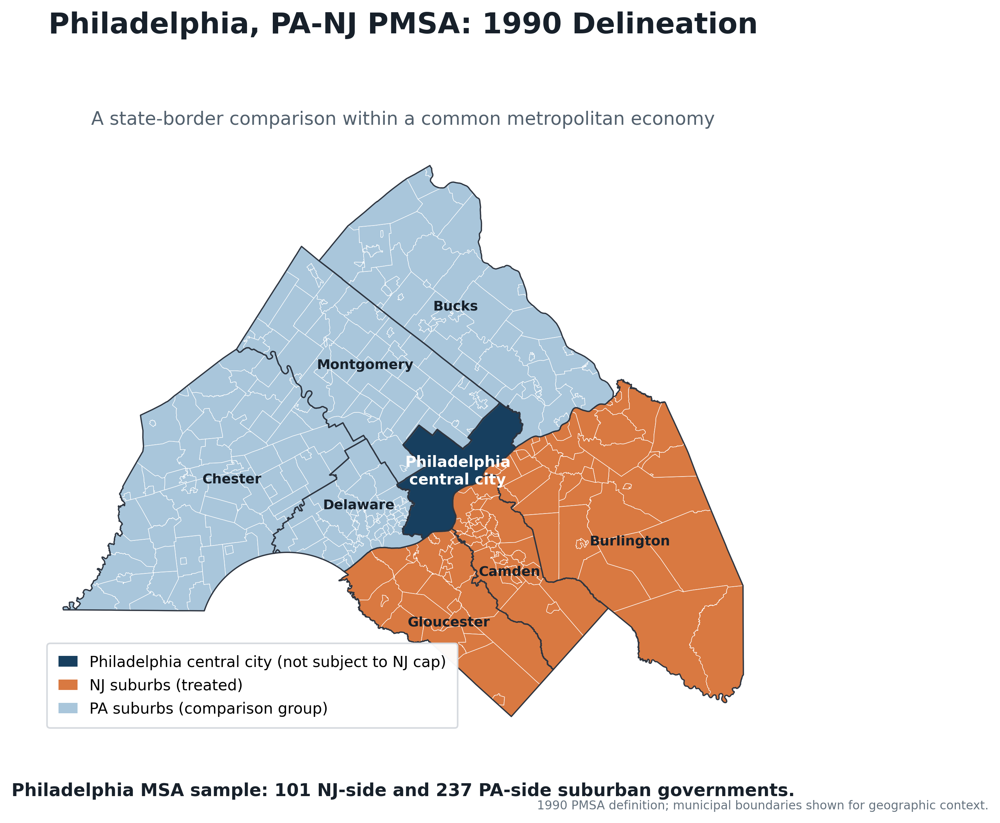 Philadelphia, PA-NJ PMSA: 1990 Delineation
A state-border comparison within a common metropolitan economy
Bucks
Montgomery
Philadelphia
central city
Chester
Delaware
Burlington
Camden
Gloucester
Philadelphia central city (not subject to NJ cap)
NJ suburbs (treated)
PA suburbs (comparison group)
Philadelphia MSA sample: 101 NJ-side and 237 PA-side suburban governments.
1990 PMSA definition; municipal boundaries shown for geographic context.